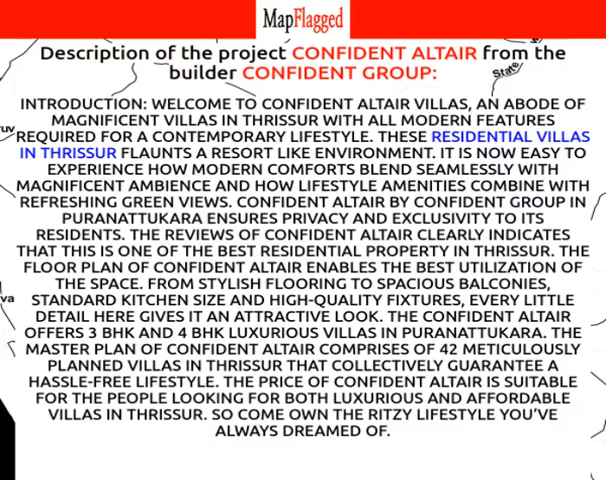 MapFlagged
Description of the project CONFIDENT ALTAIR from the
builder CONFIDENT GROUP:
State
INTRODUCTION: WELCOME TO CONFIDENT ALTAIR VILLAS, AN ABODE OF
MAGNIFICENT VILLAS IN THRISSUR WITH ALL MODERN FEATURES
REQUIRED FOR A CONTEMPORARY LIFESTYLE. THESE RESIDENTIAL VILLAS
IN THRISSUR FLAUNTS A RESORT LIKE ENVIRONMENT. IT IS NOW EASY TO
EXPERIENCE HOW MODERN COMFORTS BLEND SEAMLESSLY WITH
MAGNIFICENT AMBIENCE AND HOW LIFESTYLE AMENITIES COMBINE WITH
REFRESHING GREEN VIEWS. CONFIDENT ALTAIR BY CONFIDENT GROUP IN
PURANATTUKARA ENSURES PRIVACY AND EXCLUSIVITY TO ITS
RESIDENTS. THE REVIEWS OF CONFIDENT ALTAIR CLEARLY INDICATES
THAT THIS IS ONE OF THE BEST RESIDENTIAL PROPERTY IN THRISSUR. THE
FLOOR PLAN OF CONFIDENT ALTAIR ENABLES THE BEST UTILIZATION OF
THE SPACE. FROM STYLISH FLOORING TO SPACIOUS BALCONIES,
STANDARD KITCHEN SIZE AND HIGH-QUALITY FIXTURES, EVERY LITTLE
DETAIL HERE GIVES IT AN ATTRACTIVE LOOK. THE CONFIDENT ALTAIR
OFFERS 3 BHK AND 4 BHK LUXURIOUS VILLAS IN PURANATTUKARA. THE
MASTER PLAN OF CONFIDENT ALTAIR COMPRISES OF 42 METICULOUSLY
PLANNED VILLAS IN THRISSUR THAT COLLECTIVELY GUARANTEE A
HASSLE-FREE LIFESTYLE. THE PRICE OF CONFIDENT ALTAIR IS SUITABLE
FOR THE PEOPLE LOOKING FOR BOTH LUXURIOUS AND AFFORDABLE
VILLAS IN THRISSUR. SO COME OWN THE RITZY LIFESTYLE YOU'VE
ALWAYS DREAMED OF.